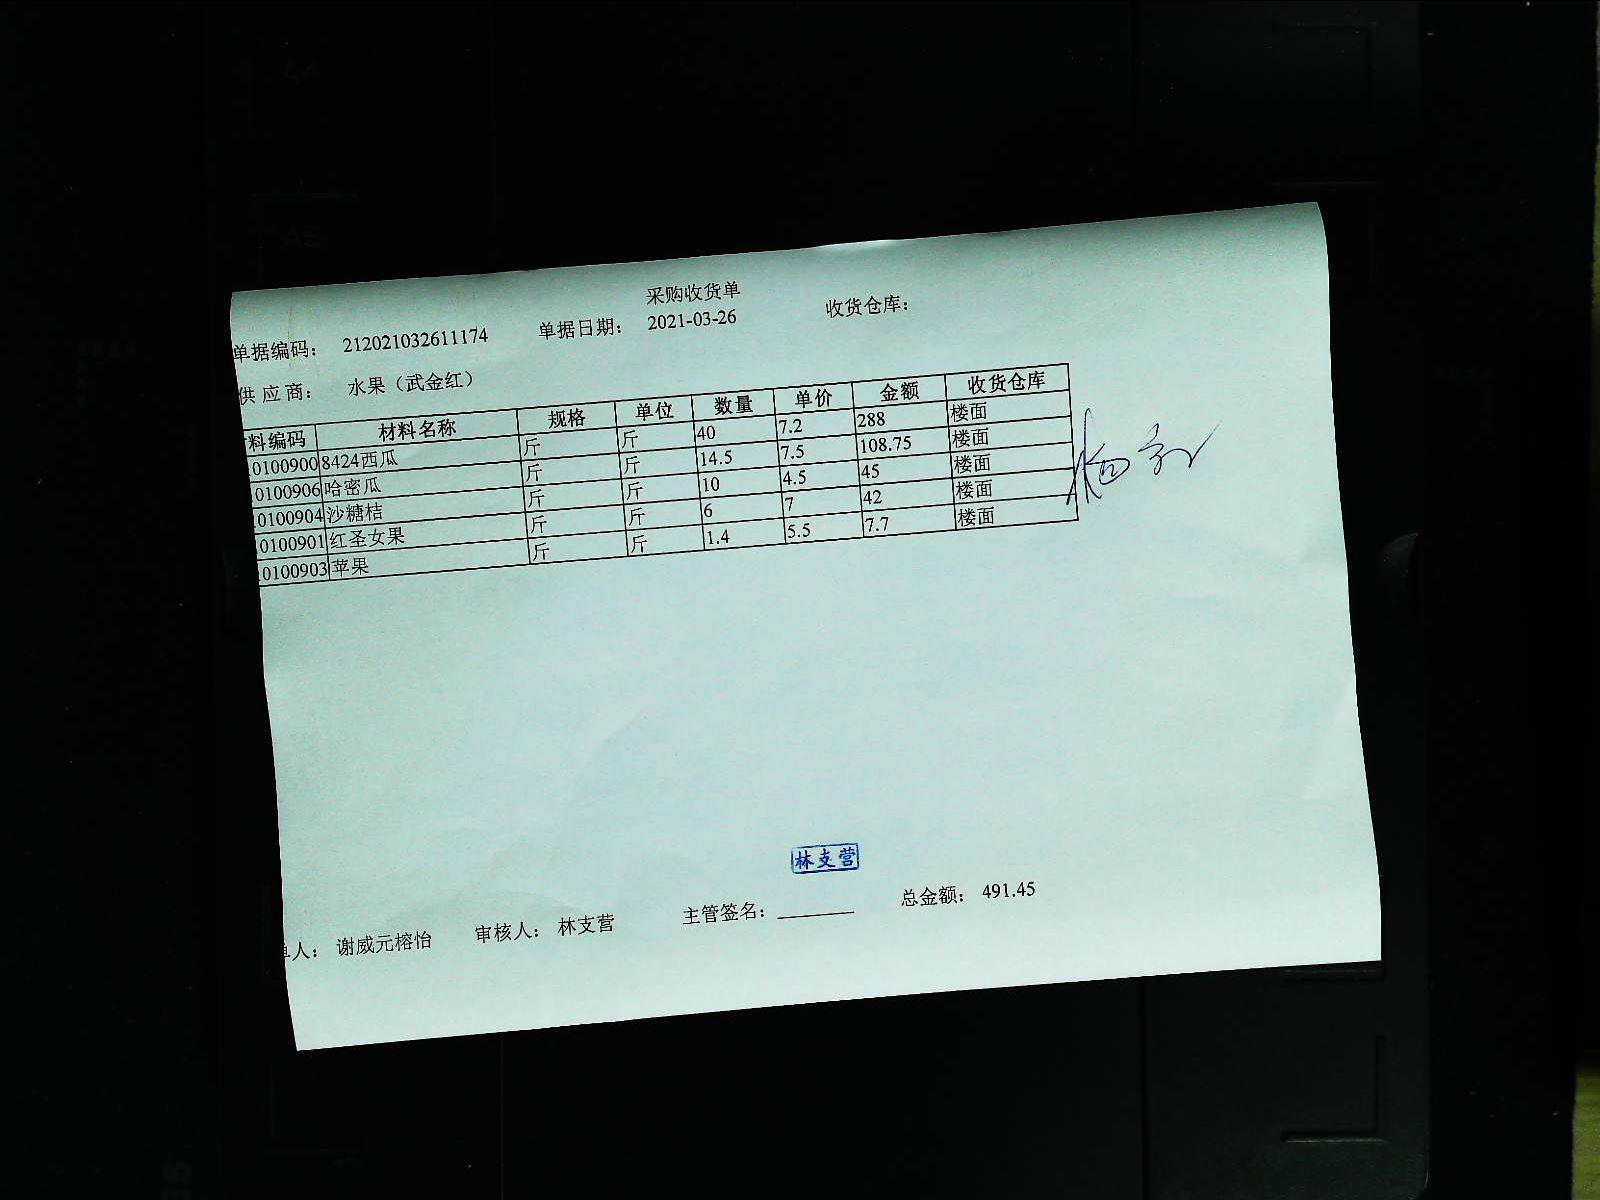 采购收货单
单据编码： 212021032611174 单据日期： 2021-03-26 收货仓库：
供应商： 水果（武金红）
料编码 材料名称 规格 单位 数量 单价 金额 收货仓库
0100900 8424西瓜 斤 斤 40 7.2 288 楼面
0100906 哈密瓜 斤 斤 14.5 7.5 108.75 楼面
0100904 沙糖桔 斤 斤 10 4.5 45 楼面
0100901 红圣女果 斤 斤 6 7 42 楼面
0100903 苹果 斤 斤 1.4 5.5 7.7 楼面
林支营
单人： 谢威元榕怡 审核人： 林支营 主管签名： 总金额： 491.45